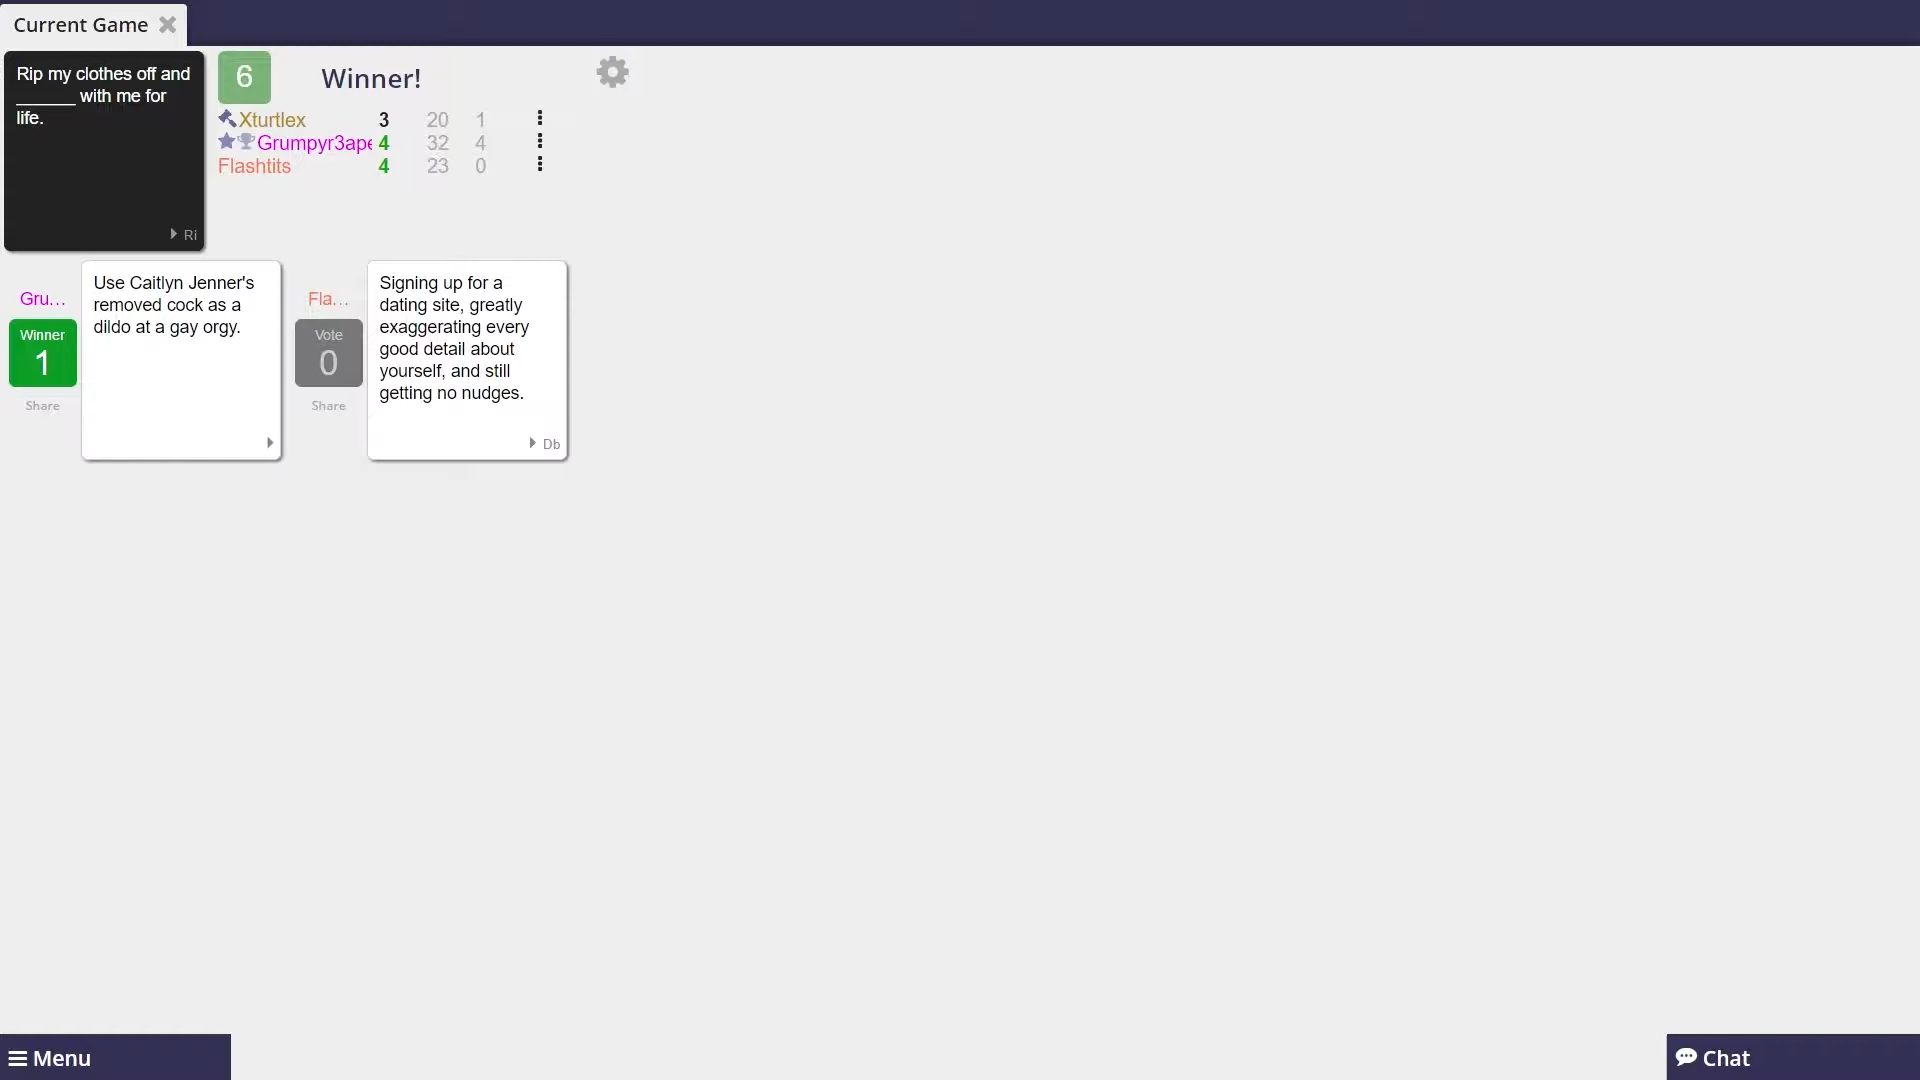 Current Game
Rip my clothes off and
______ with me for
life.
Ri
6
Winner!
Xturtlex 3 20 1
Grumpyr3ape 4 32 4
Flashtits 4 23 0
Gru...
Winner
1
Share
Use Caitlyn Jenner's
removed cock as a
dildo at a gay orgy.
Fla...
Vote
0
Share
Signing up for a
dating site, greatly
exaggerating every
good detail about
yourself, and still
getting no nudges.
Db
Menu
Chat